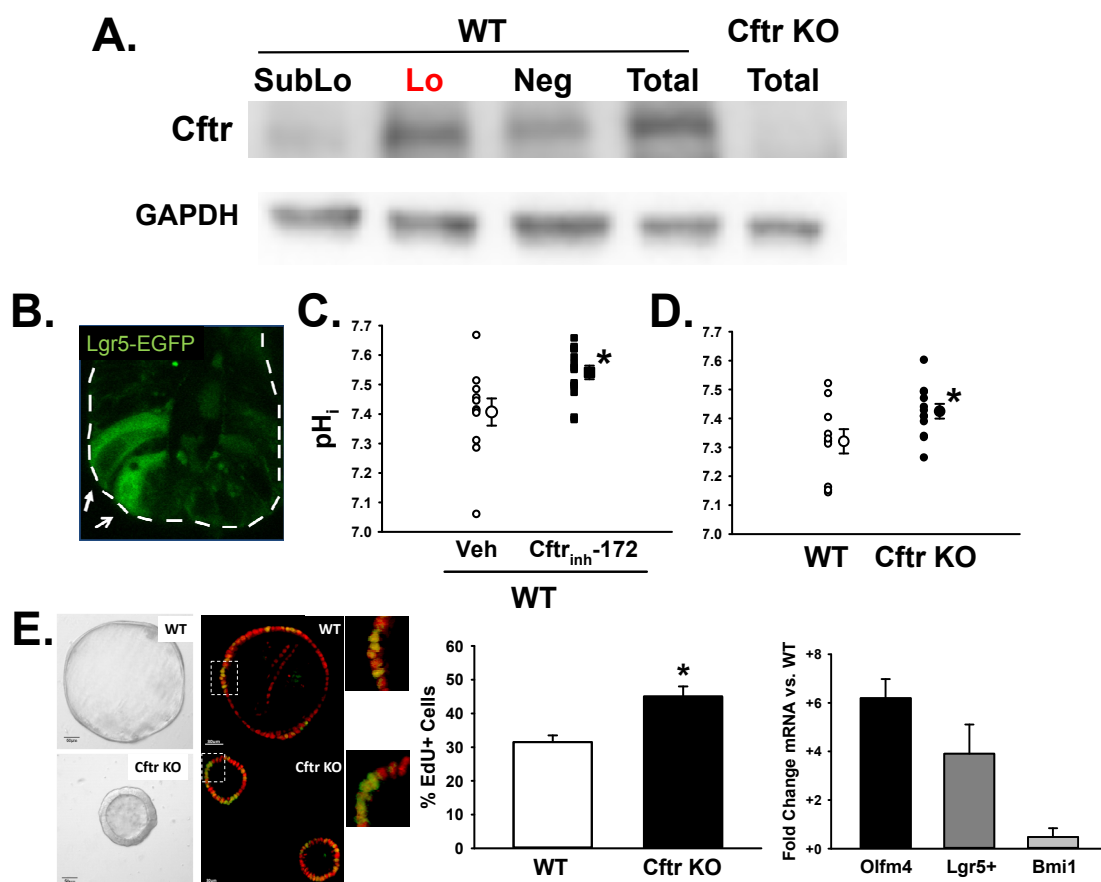 A.
WT
Cftr KO
SubLo Lo Neg Total Total
Cftr
GAPDH
B.
Lgr5-EGFP
C.
pHi
7.7
7.6
7.5
7.4
7.3
7.2
7.1
7.0
*
Veh Cftrinh-172
WT
D.
7.7
7.6
7.5
7.4
7.3
7.2
7.1
7.0
*
WT Cftr KO
E.
WT
50µm
Cftr KO
WT
Cftr KO
% EdU+ Cells
60
50
40
30
20
10
0
*
WT Cftr KO
Fold Change mRNA vs. WT
+8
+6
+4
+2
+0
Olfm4 Lgr5+ Bmi1